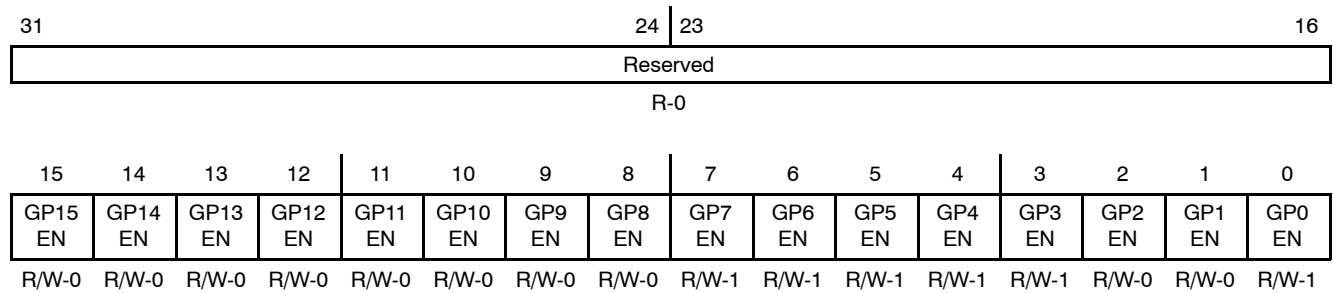 31 24 23 16
Reserved
R-0
15 14 13 12 11 10 9 8 7 6 5 4 3 2 1 0
GP15 GP14 GP13 GP12 GP11 GP10 GP9 GP8 GP7 GP6 GP5 GP4 GP3 GP2 GP1 GP0
EN EN EN EN EN EN EN EN EN EN EN EN EN EN EN EN
R/W-0 R/W-0 R/W-0 R/W-0 R/W-0 R/W-0 R/W-0 R/W-0 R/W-1 R/W-1 R/W-1 R/W-1 R/W-1 R/W-0 R/W-0 R/W-1